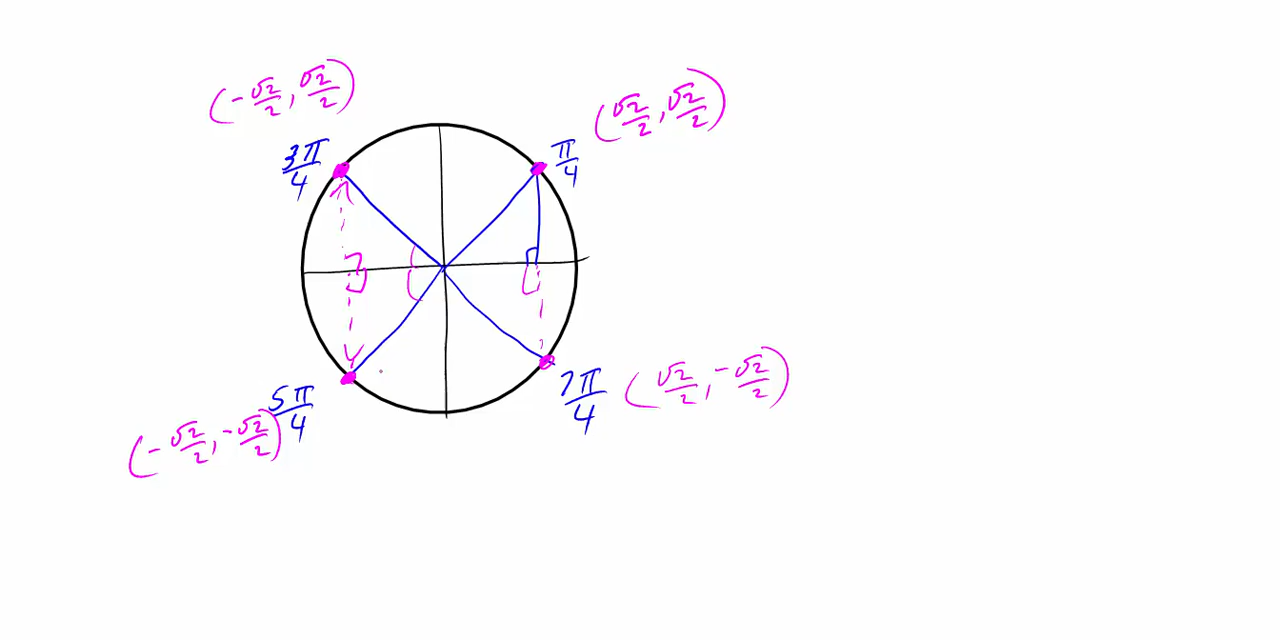 (-√2/2, √2/2)
(√2/2, √2/2)
3π/4
π/4
5π/4
7π/4
(√2/2, -√2/2)
(-√2/2, -√2/2)